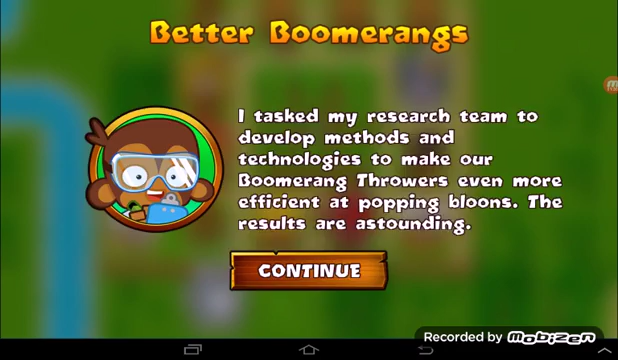 Better Boomerangs
I tasked my research team to
develop methods and
technologies to make our
Boomerang Throwers even more
efficient at popping bloons. The
results are astounding.
CONTINUE
Recorded by Mobizen